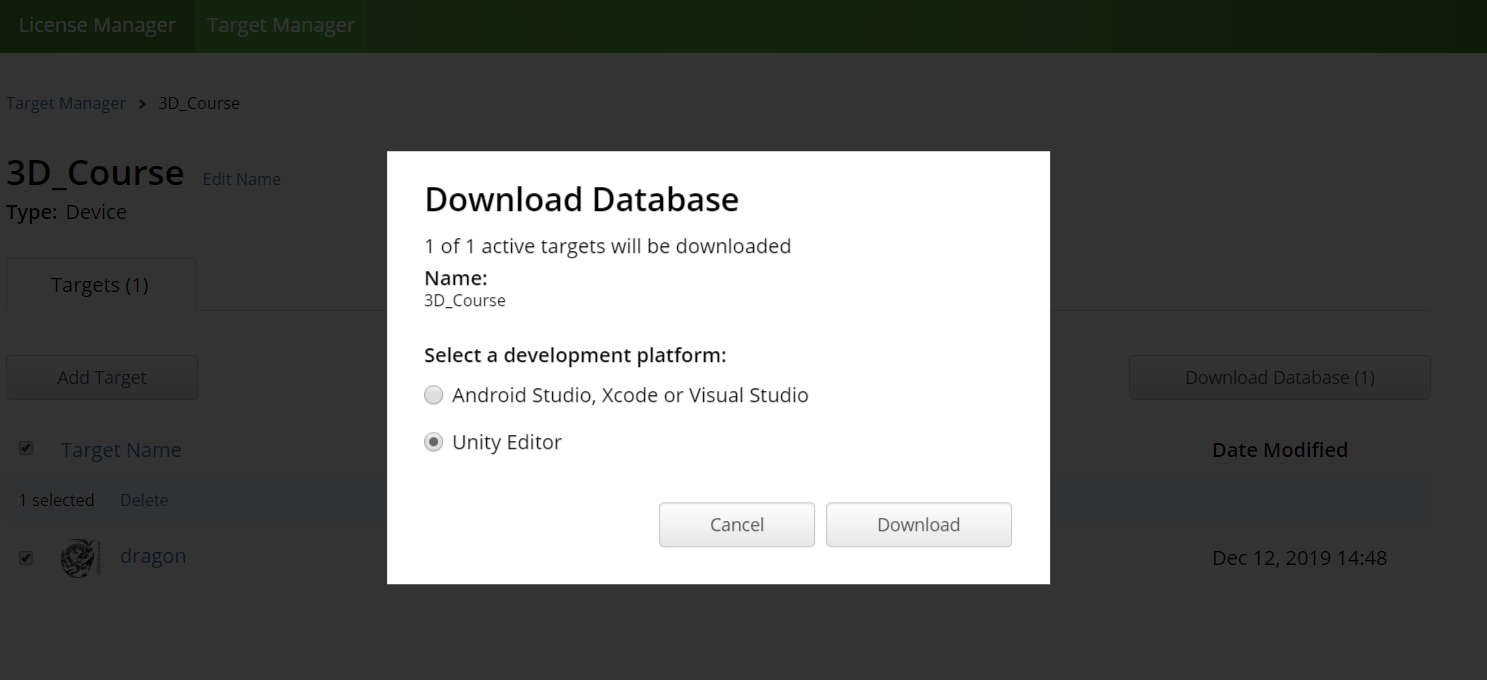 License Manager Target Manager
Target Manager > 3D_Course
3D_Course Edit Name
Type: Device
Targets (1)
Add Target
Download Database (1)
Target Name
Date Modified
1 selected Delete
dragon
Dec 12, 2019 14:48
Download Database
1 of 1 active targets will be downloaded
Name:
3D_Course
Select a development platform:
Android Studio, Xcode or Visual Studio
Unity Editor
Cancel Download